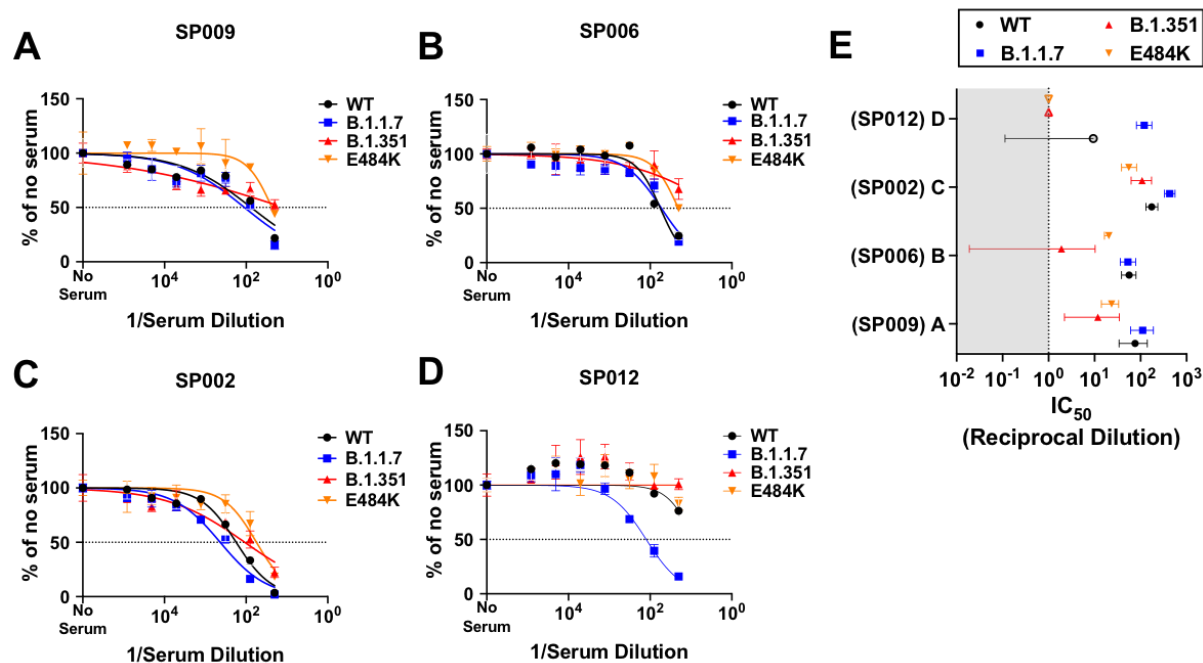 A
SP009
% of no serum
150
100
50
0
No
Serum
10⁴
10²
10⁰
1/Serum Dilution
WT
B.1.1.7
B.1.351
E484K
B
SP006
% of no serum
150
100
50
0
No
Serum
10⁴
10²
10⁰
1/Serum Dilution
WT
B.1.1.7
B.1.351
E484K
C
SP002
% of no serum
150
100
50
0
No
Serum
10⁴
10²
10⁰
1/Serum Dilution
WT
B.1.1.7
B.1.351
E484K
D
SP012
% of no serum
150
100
50
0
No
Serum
10⁴
10²
10⁰
1/Serum Dilution
WT
B.1.1.7
B.1.351
E484K
E
WT B.1.351
B.1.1.7 E484K
(SP012) D
(SP002) C
(SP006) B
(SP009) A
10⁻² 10⁻¹ 10⁰ 10¹ 10² 10³
IC₅₀
(Reciprocal Dilution)